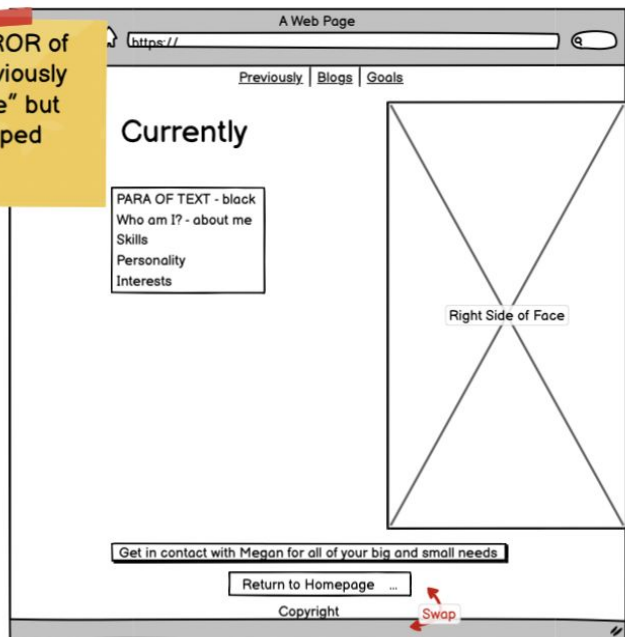 A Web Page
https://
ROR of
viously
e" but
ped
Previously | Blogs | Goals
Currently
PARA OF TEXT - black
Who am I? - about me
Skills
Personality
Interests
Right Side of Face
Get in contact with Megan for all of your big and small needs
Return to Homepage ...
Copyright
Swap